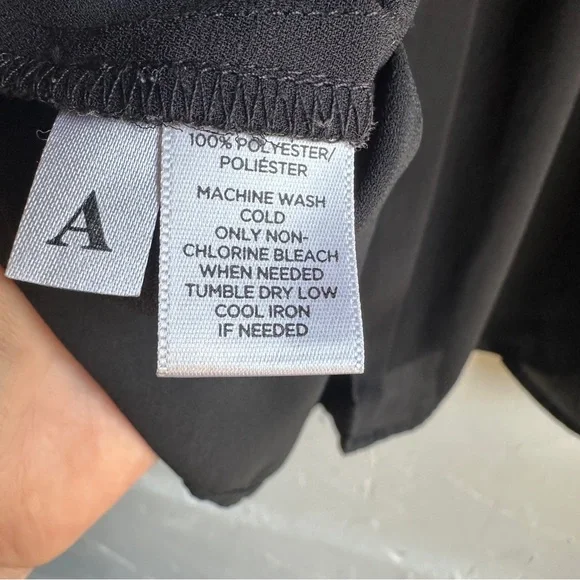 A
100% POLYESTER/
POLIÉSTER
MACHINE WASH
COLD
ONLY NON-
CHLORINE BLEACH
WHEN NEEDED
TUMBLE DRY LOW
COOL IRON
IF NEEDED